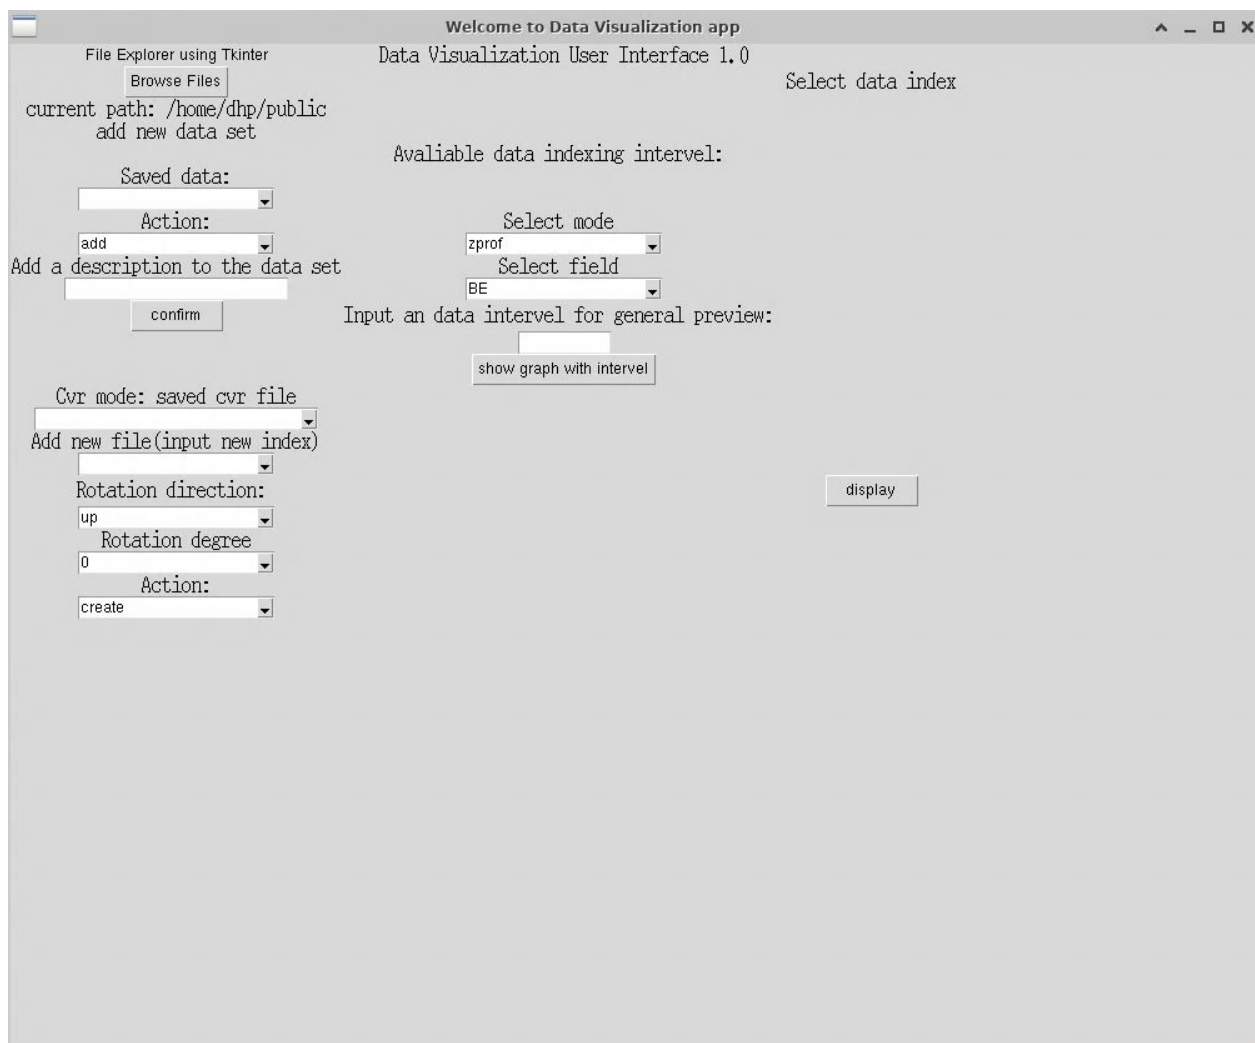 Welcome to Data Visualization app
File Explorer using Tkinter
Browse Files
current path: /home/dhp/public
add new data set
Saved data:
Action:
add
Add a description to the data set
confirm
Cvr mode: saved cvr file
Add new file(input new index)
Rotation direction:
up
Rotation degree
0
Action:
create
Data Visualization User Interface 1.0
Avaliable data indexing intervel:
Select mode
zprof
Select field
BE
Input an data intervel for general preview:
show graph with intervel
Select data index
display